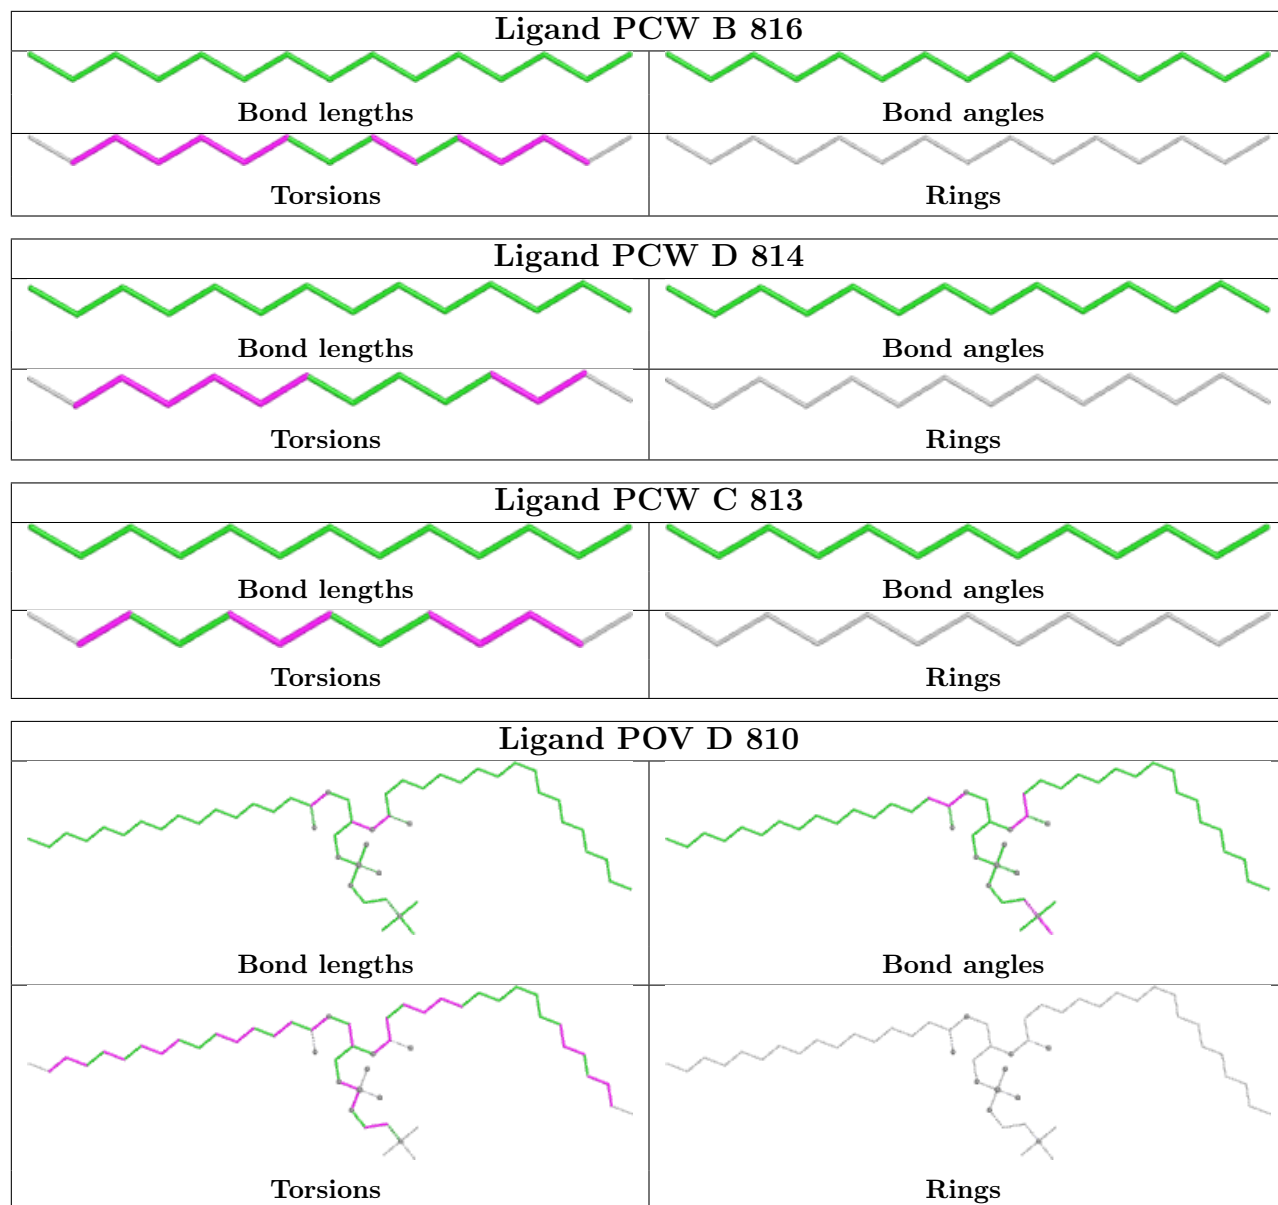 Ligand PCW B 816
Bond lengths
Bond angles
Torsions
Rings
Ligand PCW D 814
Bond lengths
Bond angles
Torsions
Rings
Ligand PCW C 813
Bond lengths
Bond angles
Torsions
Rings
Ligand POV D 810
Bond lengths
Bond angles
Torsions
Rings